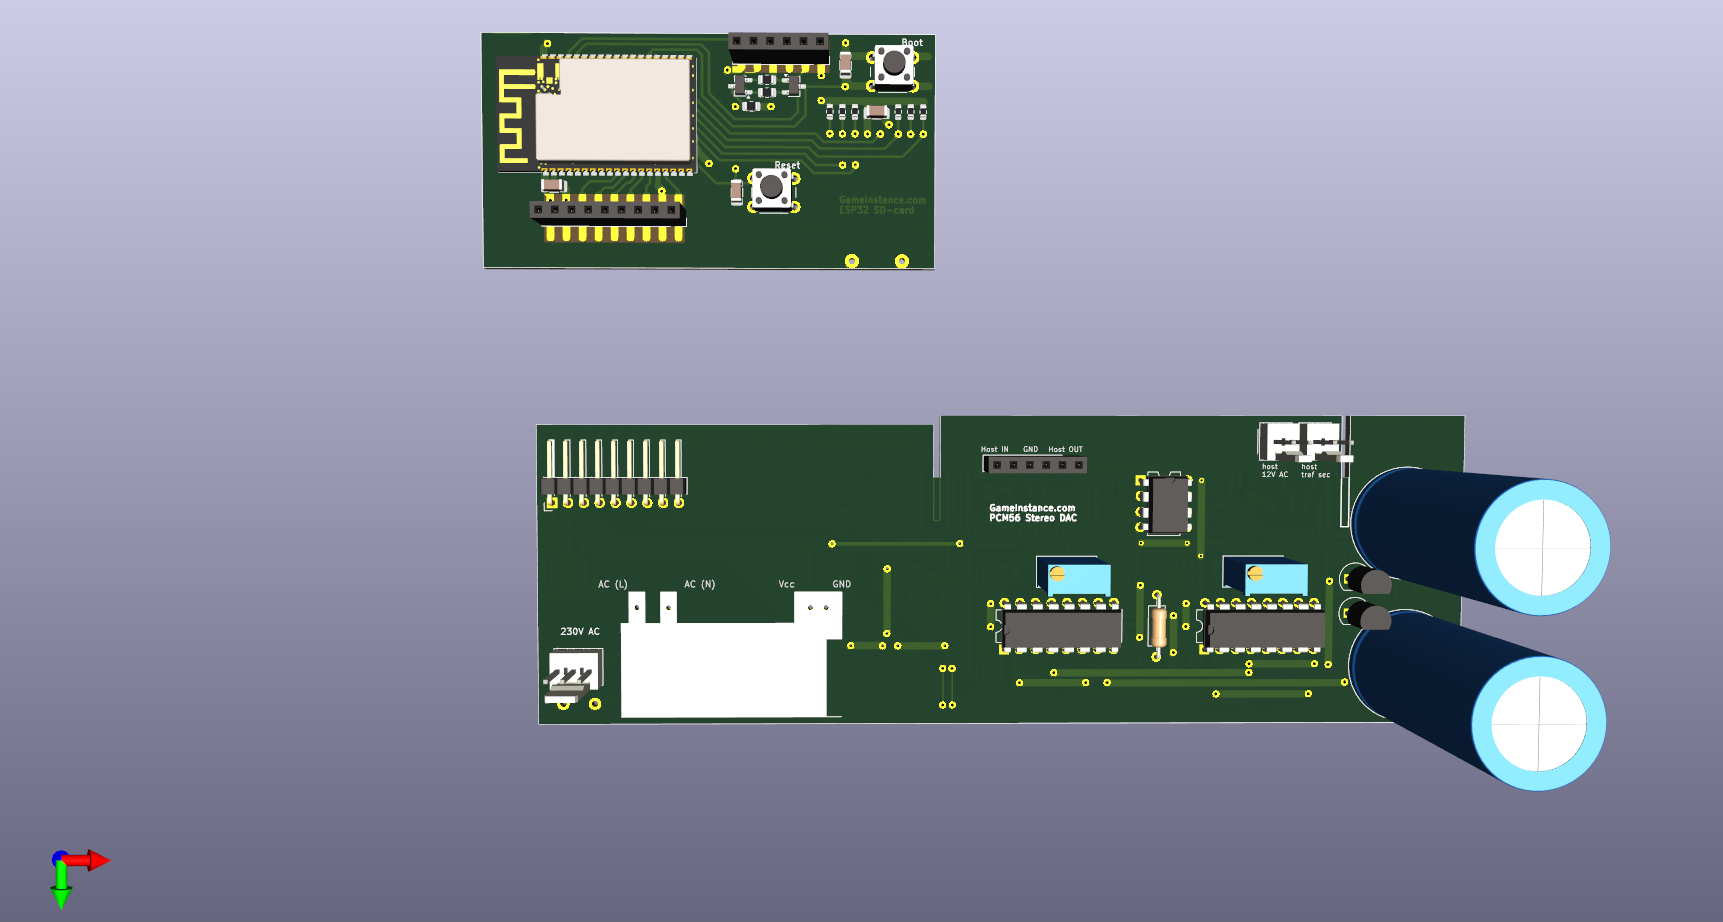 Boot
Reset
GameInstance.com
ESP32 SD-card
Host IN GND Host OUT
host
12V AC
host
traf sec
GameInstance.com
PCM56 Stereo DAC
AC (L) AC (N) Vcc GND
230V AC